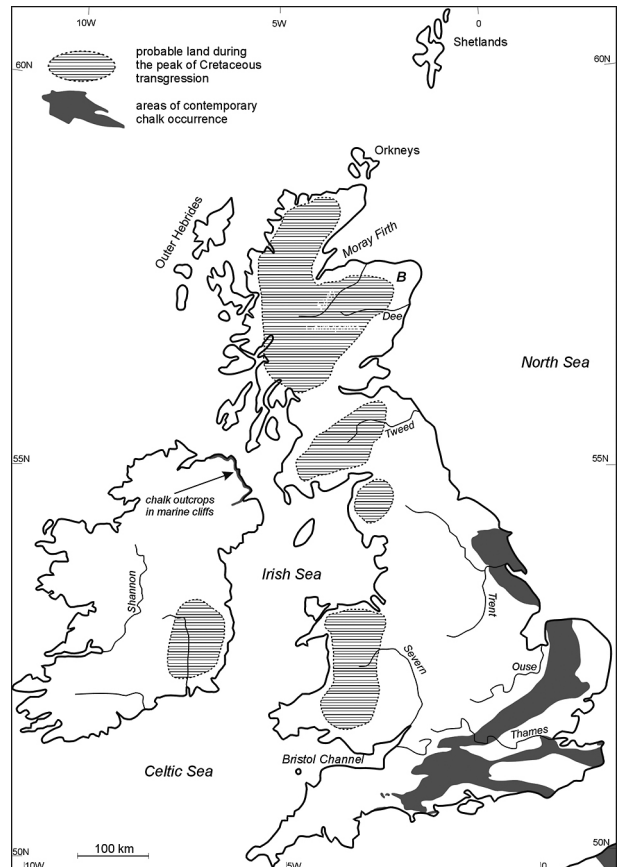 10W
5W
0
60N
60N
Shetlands
probable land during
the peak of Cretaceous
transgression
areas of contemporary
chalk occurrence
Orkneys
Outer Hebrides
Moray Firth
B
Dee
North Sea
Tweed
55N
55N
chalk outcrops
in marine cliffs
Irish Sea
Shannon
Trent
Severn
Ouse
Thames
Bristol Channel
Celtic Sea
100 km
50N
50N
10W
5W
0